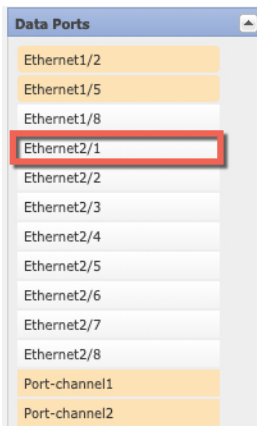 Data Ports
Ethernet1/2
Ethernet1/5
Ethernet1/8
Ethernet2/1
Ethernet2/2
Ethernet2/3
Ethernet2/4
Ethernet2/5
Ethernet2/6
Ethernet2/7
Ethernet2/8
Port-channel1
Port-channel2